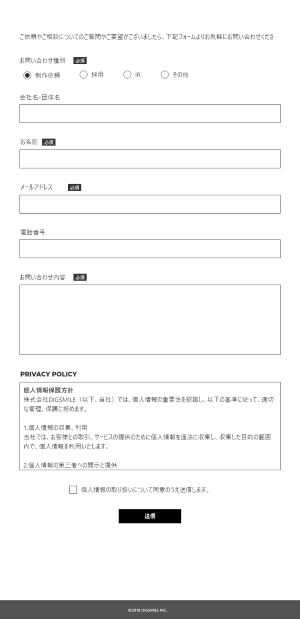 ご依頼やご相談についてのご質問やご要望がございましたら、下記フォームよりお気軽にお問い合わせくださ
お問い合わせ種別 必須
制作依頼 採用 IR その他
会社名・団体名
お名前 必須
メールアドレス 必須
電話番号
お問い合わせ内容 必須
PRIVACY POLICY
個人情報保護方針
株式会社DIGSMILE（以下、当社）では、個人情報の重要性を認識し、以下の基準に従って、適切
な管理、保護に努めます。
1.個人情報の収集、利用
当社では、お客様との取引、サービスの提供のために個人情報を適法に収集し、収集した目的の範囲
内で、個人情報を利用いたします。
2.個人情報の第三者への開示と提供
個人情報の取り扱いについて同意のうえ送信します。
送信
©2018 DIGSMILE INC.